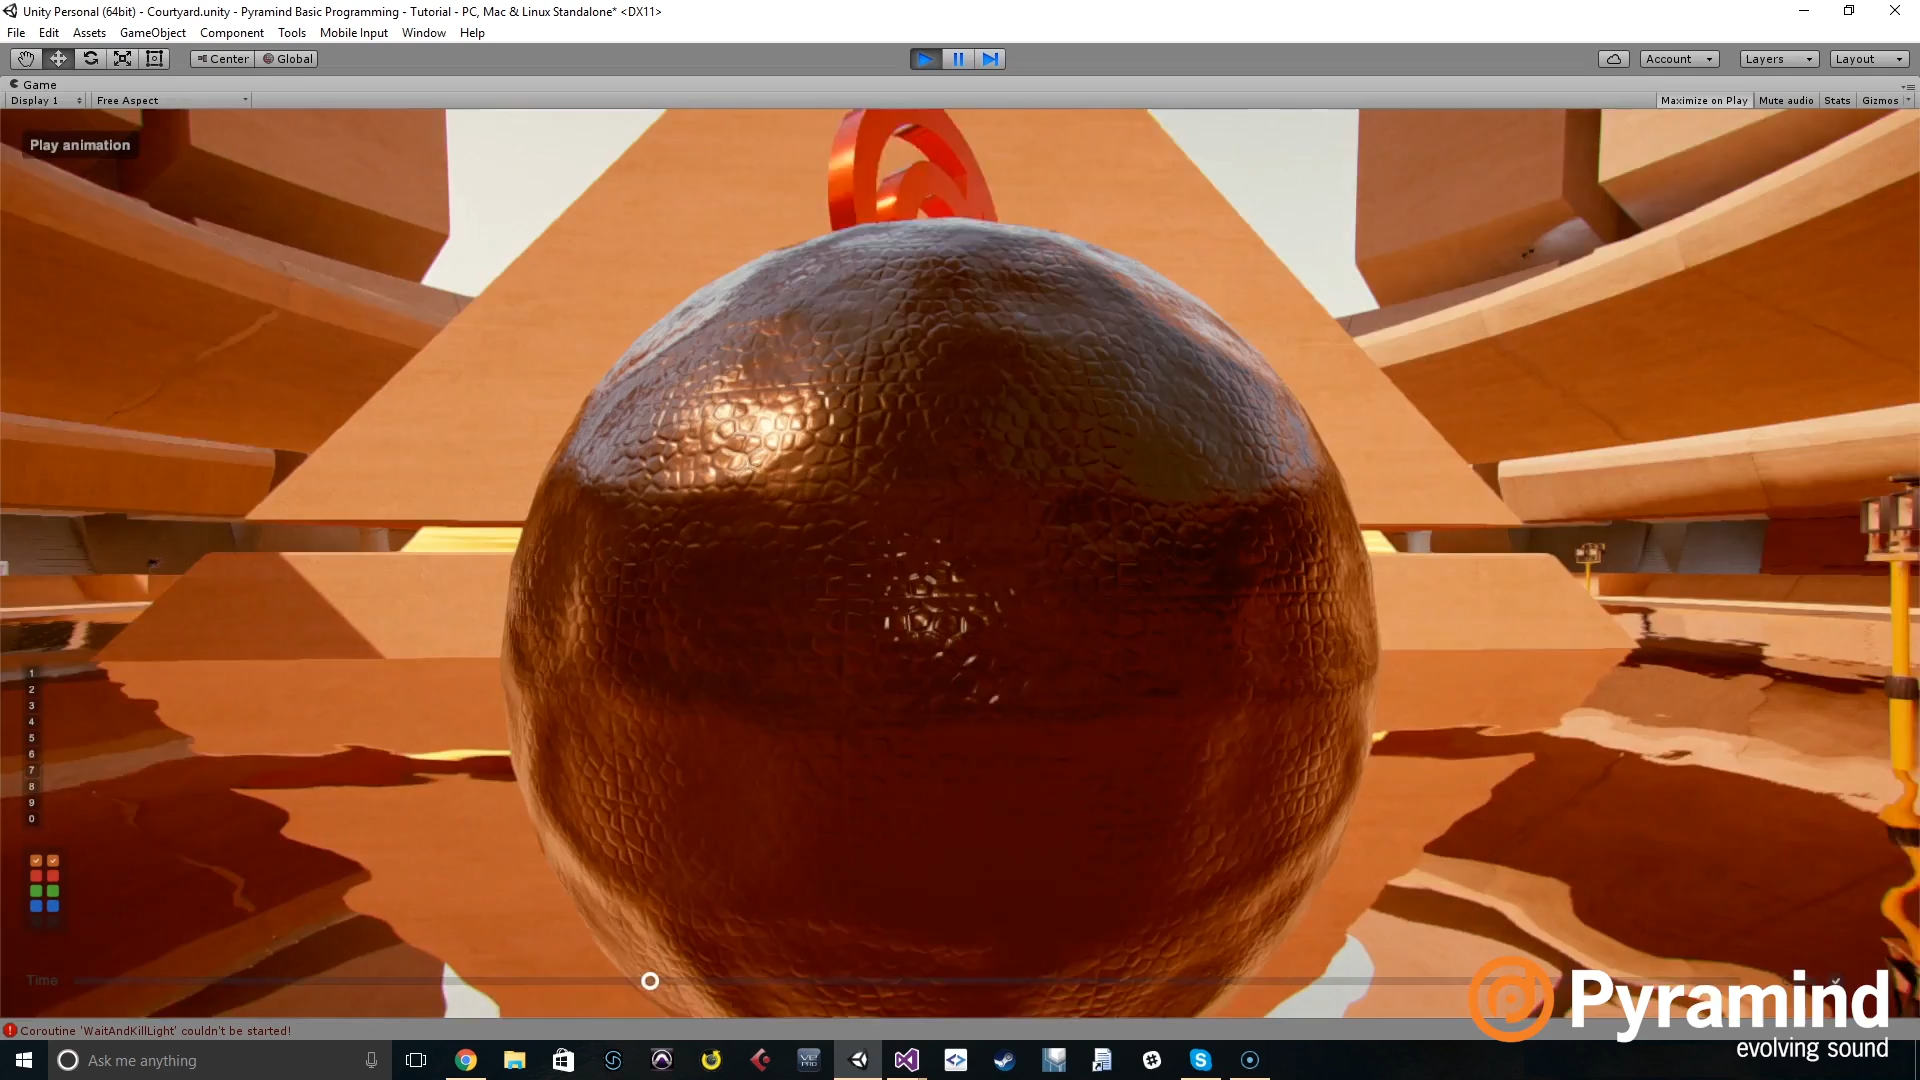 Unity Personal (64bit) - Courtyard.unity - Pyramind Basic Programming - Tutorial - PC, Mac & Linux Standalone* <DX11>
File Edit Assets GameObject Component Tools Mobile Input Window Help
Center Global Account Layers Layout
Game
Display 1 Free Aspect Maximize on Play Mute audio Stats Gizmos
Play animation
1
2
3
4
5
6
7
8
9
0
Time
Pyramind
evolving sound
Coroutine 'WaitAndKillLight' couldn't be started!
Ask me anything
VE PRO